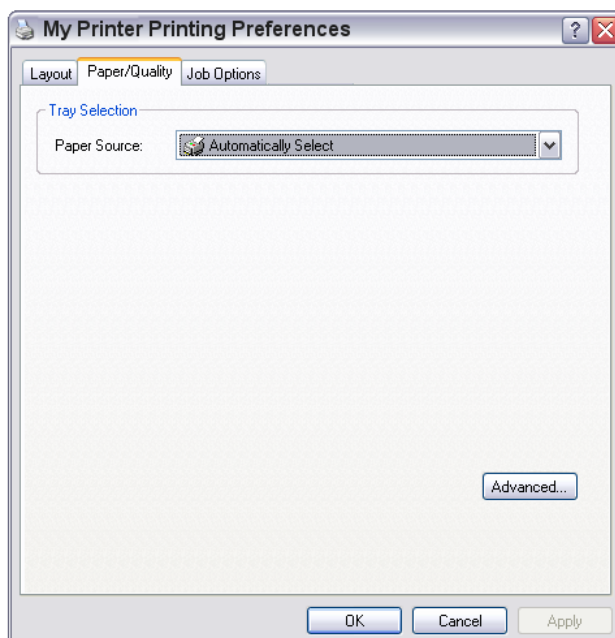 My Printer Printing Preferences
?
Layout Paper/Quality Job Options
Tray Selection
Paper Source: Automatically Select
Advanced...
OK Cancel Apply